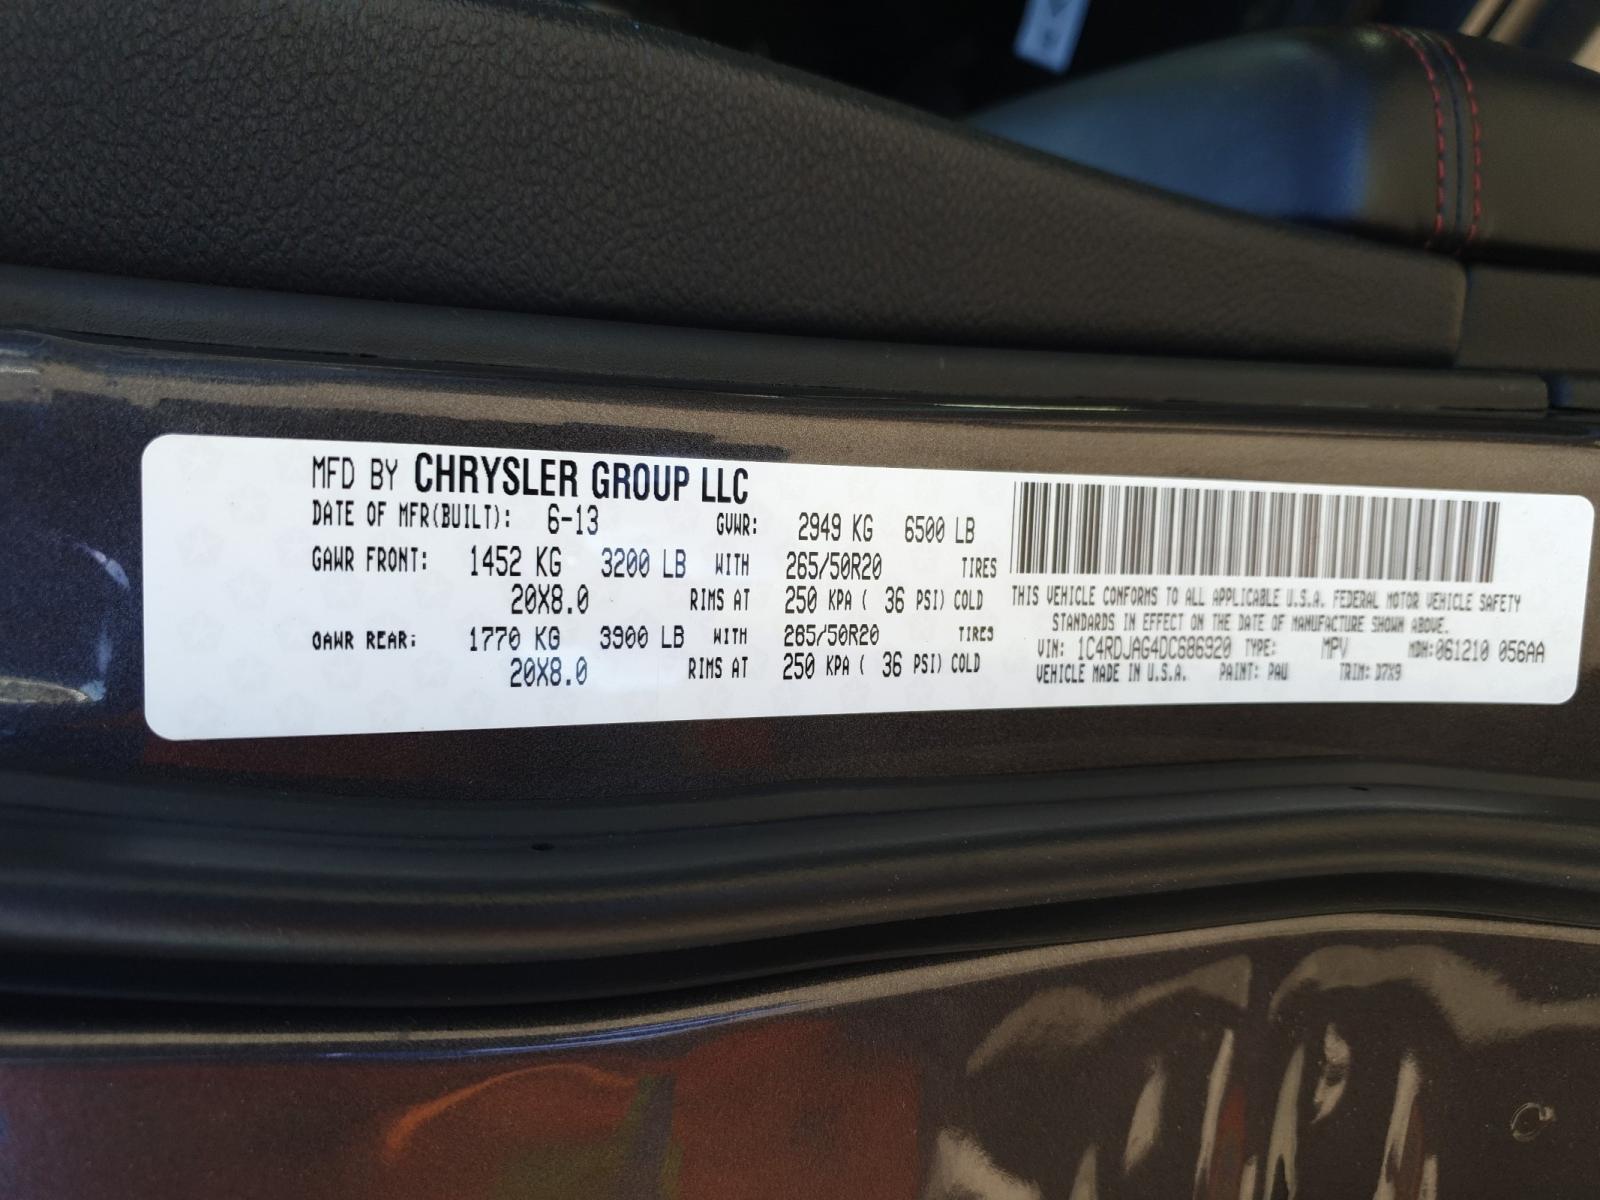 MFD BY CHRYSLER GROUP LLC
DATE OF MFR(BUILT): 6-13 GVWR: 2949 KG 6500 LB
GAWR FRONT: 1452 KG 3200 LB WITH 265/50R20 TIRES
20X8.0 RIMS AT 250 KPA ( 36 PSI) COLD
GAWR REAR: 1770 KG 3900 LB WITH 265/50R20 TIRES
20X8.0 RIMS AT 250 KPA ( 36 PSI) COLD
THIS VEHICLE CONFORMS TO ALL APPLICABLE U.S.A. FEDERAL MOTOR VEHICLE SAFETY
STANDARDS IN EFFECT ON THE DATE OF MANUFACTURE SHOWN ABOVE.
VIN: 1C4RDJAG4DC686920 TYPE: MPV MDH:061210 056AA
VEHICLE MADE IN U.S.A. PAINT: PAU TRIM: D7X9